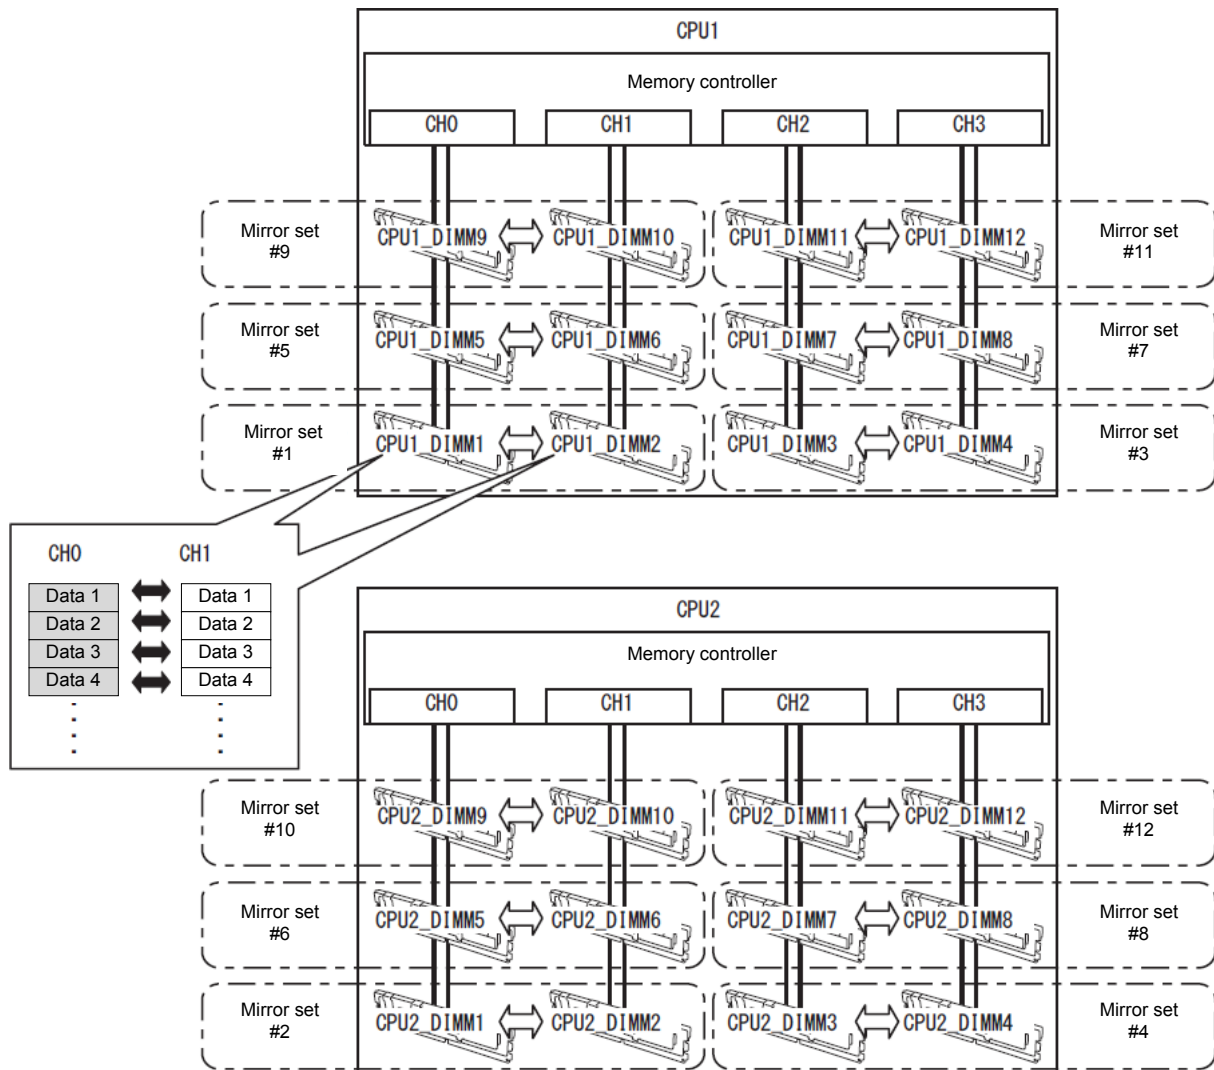 CPU1
Memory controller
CH0 CH1 CH2 CH3
Mirror set
#9
CPU1_DIMM9 CPU1_DIMM10 CPU1_DIMM11 CPU1_DIMM12
Mirror set
#11
Mirror set
#5
CPU1_DIMM5 CPU1_DIMM6 CPU1_DIMM7 CPU1_DIMM8
Mirror set
#7
Mirror set
#1
CPU1_DIMM1 CPU1_DIMM2 CPU1_DIMM3 CPU1_DIMM4
Mirror set
#3
CH0 CH1
Data 1 Data 1
Data 2 Data 2
Data 3 Data 3
Data 4 Data 4
CPU2
Memory controller
CH0 CH1 CH2 CH3
Mirror set
#10
CPU2_DIMM9 CPU2_DIMM10 CPU2_DIMM11 CPU2_DIMM12
Mirror set
#12
Mirror set
#6
CPU2_DIMM5 CPU2_DIMM6 CPU2_DIMM7 CPU2_DIMM8
Mirror set
#8
Mirror set
#2
CPU2_DIMM1 CPU2_DIMM2 CPU2_DIMM3 CPU2_DIMM4
Mirror set
#4